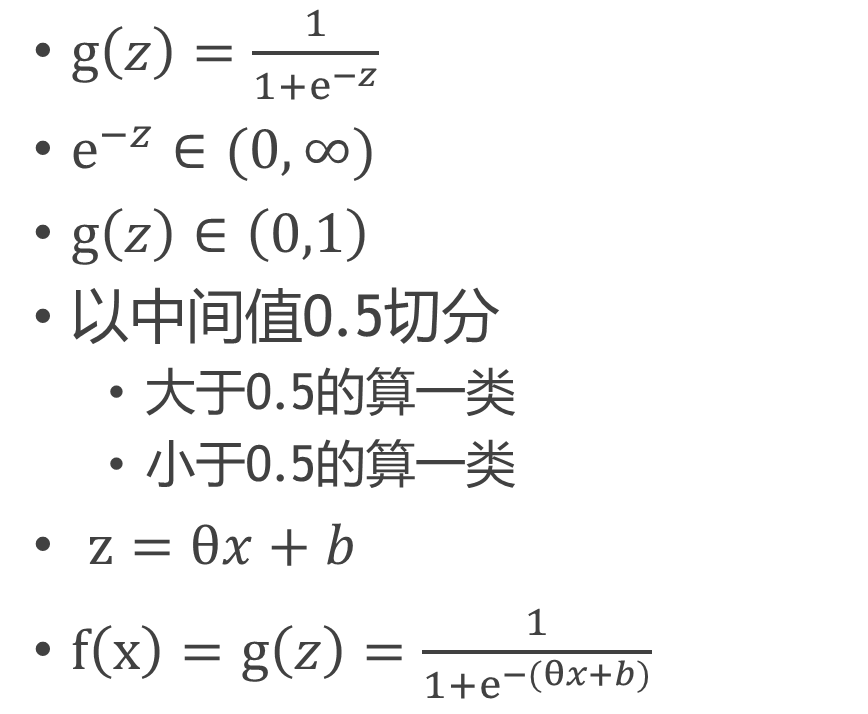 • g(z) = 1/(1+e^{−z})
• e^{−z} ∈ (0, ∞)
• g(z) ∈ (0,1)
• 以中间值0.5切分
• 大于0.5的算一类
• 小于0.5的算一类
• z = θx + b
• f(x) = g(z) = 1/(1+e^{−(θx+b)})